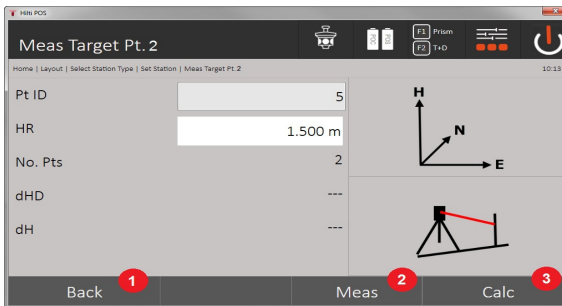 Hilti POS
Meas Target Pt. 2
POC
POS
F1 Prism
F2 T+D
Home | Layout | Select Station Type | Set Station | Meas Target Pt. 2
10:13
Pt ID 5
HR 1.500 m
No. Pts 2
dHD ---
dH ---
H
N
E
1
2
3
Back Meas Calc